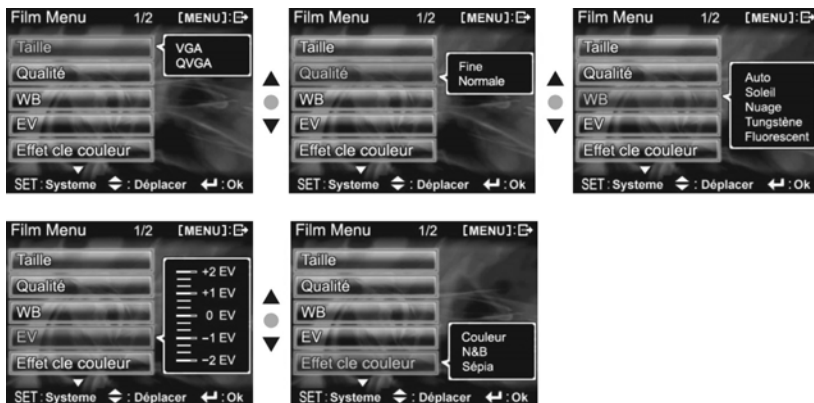 Film Menu 1/2 [MENU]:
Taille
VGA
QVGA
Qualité
WB
EV
Effet cle couleur
SET : Systeme : Déplacer : Ok
Film Menu 1/2 [MENU]:
Taille
Qualité
Fine
Normale
WB
EV
Effet cle couleur
SET : Systeme : Déplacer : Ok
Film Menu 1/2 [MENU]:
Taille
Qualité
WB
Auto
Soleil
Nuage
Tungstène
Fluorescent
EV
Effet cle couleur
SET : Systeme : Déplacer : Ok
Film Menu 1/2 [MENU]:
Taille
Qualité
WB
EV
+2 EV
+1 EV
0 EV
−1 EV
−2 EV
Effet cle couleur
SET : Systeme : Déplacer : Ok
Film Menu 1/2 [MENU]:
Taille
Qualité
WB
EV
Effet cle couleur
Couleur
N&B
Sépia
SET : Systeme : Déplacer : Ok